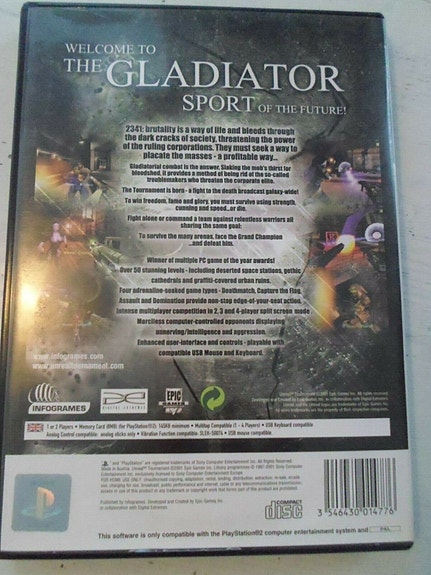 WELCOME TO
THE GLADIATOR
SPORT OF THE FUTURE!
2341: brutality is a way of life and bleeds through
the dark cracks of society, threatening the power
of the ruling corporations. They must seek a way to
placate the masses - a profitable way...
Gladiatorial combat is the answer. Slaking the mob's thirst for
bloodshed, it provides a method of being rid of the so-called
troublemakers who threaten the corporate elite.
The Tournament is born - a fight to the death broadcast galaxy-wide!
To win freedom, fame and glory, you must survive using strength,
cunning and speed...or die.
Fight alone or command a team against relentless warriors all
sharing the same goal:
To survive the many arenas, face the Grand Champion
...and defeat him.
Winner of multiple PC game of the year awards!
Over 50 stunning levels - including deserted space stations, gothic
cathedrals and graffiti-covered urban ruins.
Four adrenaline-soaked game types - Deathmatch, Capture the Flag,
Assault and Domination provide non-stop edge-of-your-seat action.
Intense multiplayer competition in 2, 3 and 4-player split screen mode
Merciless computer-controlled opponents displaying
unnerving intelligence and aggression.
Enhanced user-interface and controls - playable with
compatible USB Mouse and Keyboard.
www.infogrames.com
www.unrealtournament.com
INFOGRAMES
DIGITAL EXTREMES
EPIC
GAMES
1 or 2 Players • Memory Card (8MB) (for PlayStation®2): 145KB minimum • Multitap Compatible (1 - 4 Players) • USB Keyboard compatible
Analog Control compatible: analog sticks only • Vibration Function compatible. SLEH-30076 • USB mouse compatible.
COMPACT
disc
3 546430 014776
This software is only compatible with the PlayStation®2 computer entertainment system and
PAL